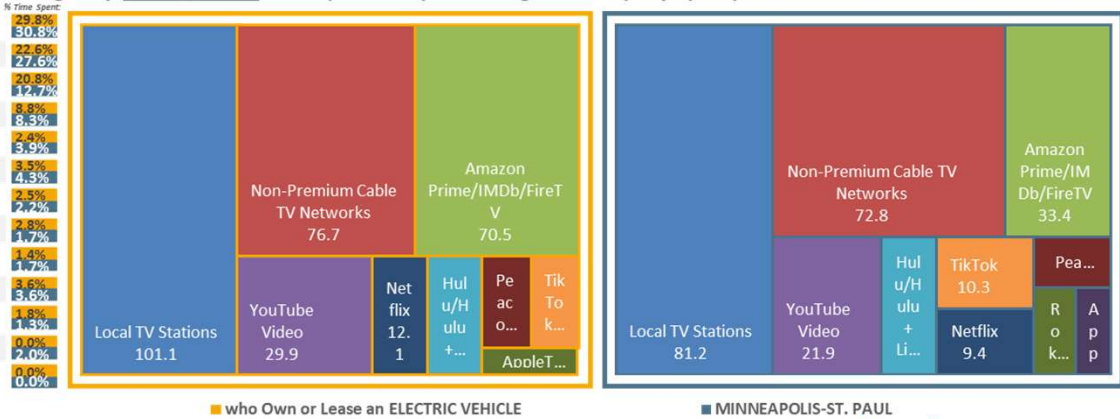 % Time Spent:
29.8%
30.8%
22.6%
27.6%
20.8%
12.7%
8.8%
8.3%
2.4%
3.9%
3.5%
4.3%
2.5%
2.2%
2.8%
1.7%
1.4%
1.7%
3.6%
3.6%
1.8%
1.3%
0.0%
2.0%
0.0%
0.0%
Local TV Stations
101.1
Non-Premium Cable
TV Networks
76.7
Amazon
Prime/IMDb/FireT
V
70.5
YouTube
Video
29.9
Net
flix
12.
1
Hul
u/H
ulu
+...
Pe
ac
o...
Tik
To
k...
AppleT...
Local TV Stations
81.2
Non-Premium Cable TV
Networks
72.8
Amazon
Prime/IM
Db/FireTV
33.4
YouTube
Video
21.9
Hul
u/H
ulu
+
Li...
TikTok
10.3
Netflix
9.4
Pea...
R
o
k...
A
p
p
who Own or Lease an ELECTRIC VEHICLE
MINNEAPOLIS-ST. PAUL